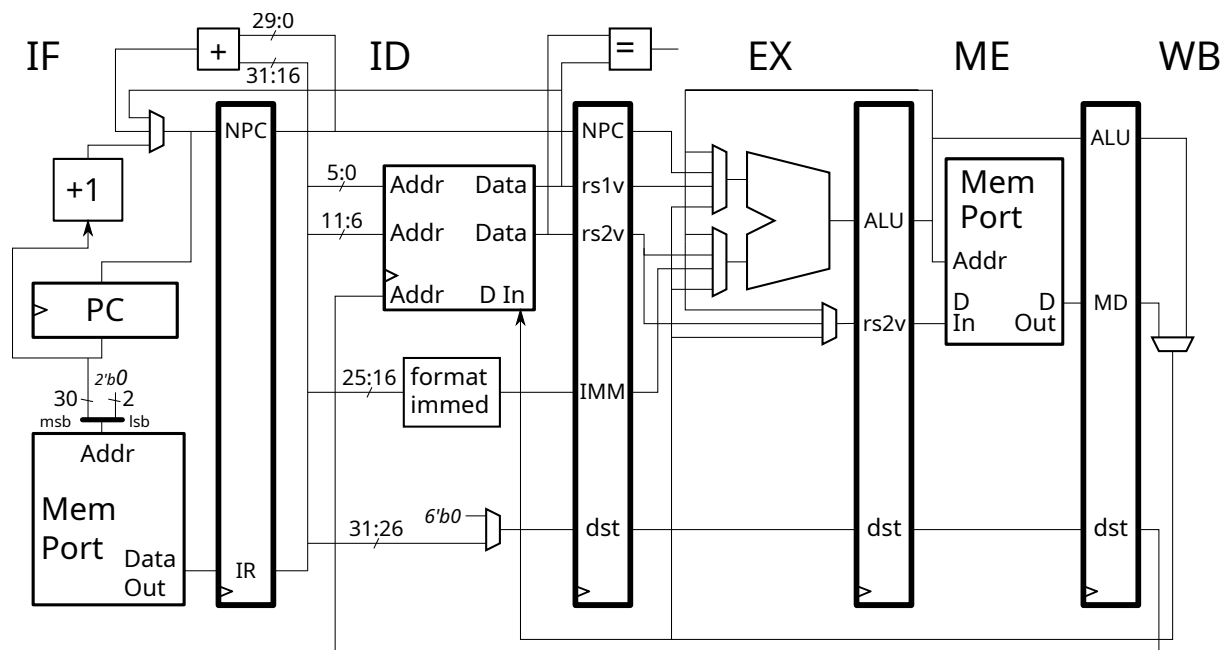 IF
ID
EX
ME
WB
29:0
+
31:16
=
NPC
NPC
ALU
+1
5:0
Addr
Data
rs1v
11:6
Addr
Data
rs2v
ALU
Mem
Port
Addr
Addr
D In
PC
D
In
D
Out
MD
rs2v
2'b0
30
2
msb
lsb
25:16
format
immed
IMM
Addr
Mem
Port
Data
Out
IR
6'b0
31:26
dst
dst
dst